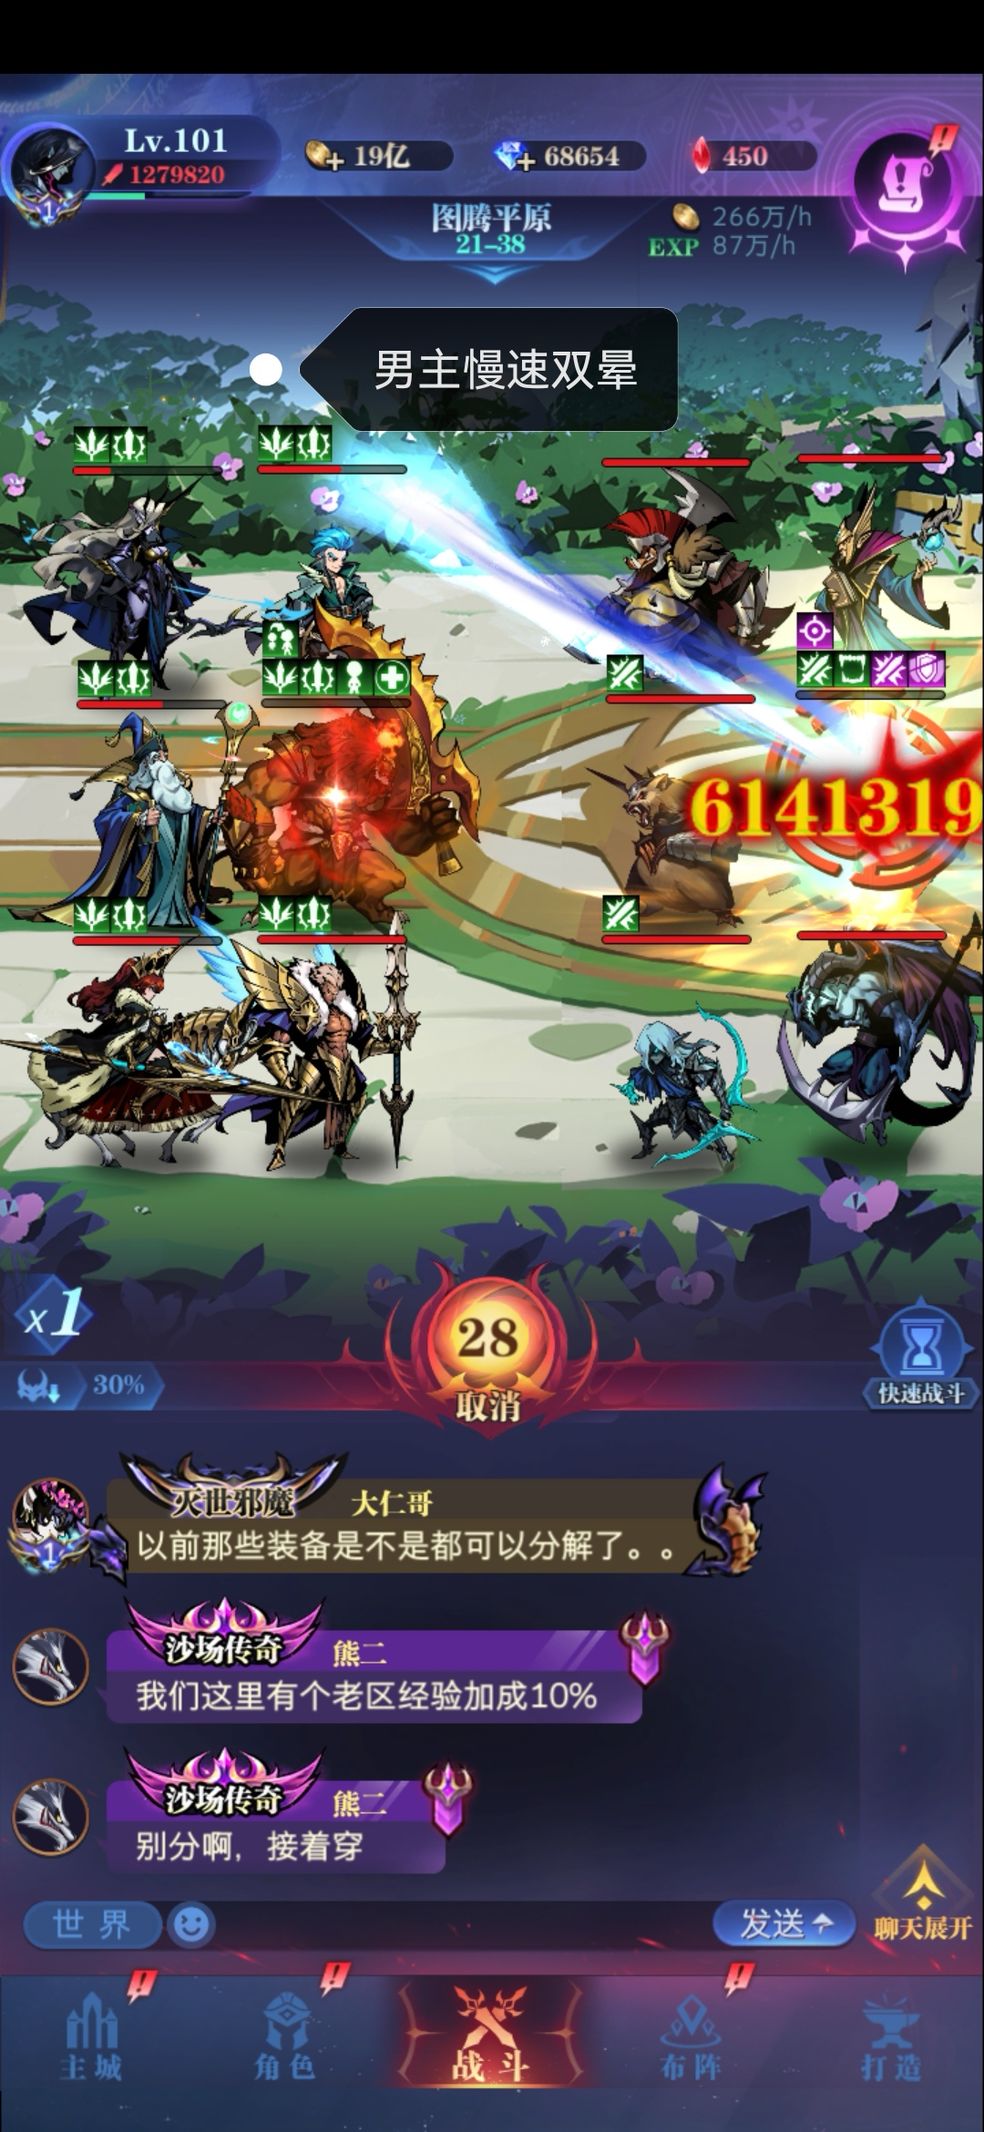 Lv.101
1279820
1
19亿
68654
450
图腾平原
21-38
266万/h
EXP 87万/h
男主慢速双晕
6141319
x1
28
取消
30%
快速战斗
灭世邪魔 大仁哥
1
以前那些装备是不是都可以分解了。。
沙场传奇 熊二
我们这里有个老区经验加成10%
沙场传奇 熊二
别分啊，接着穿
世界
发送
聊天展开
主城
角色
战斗
布阵
打造